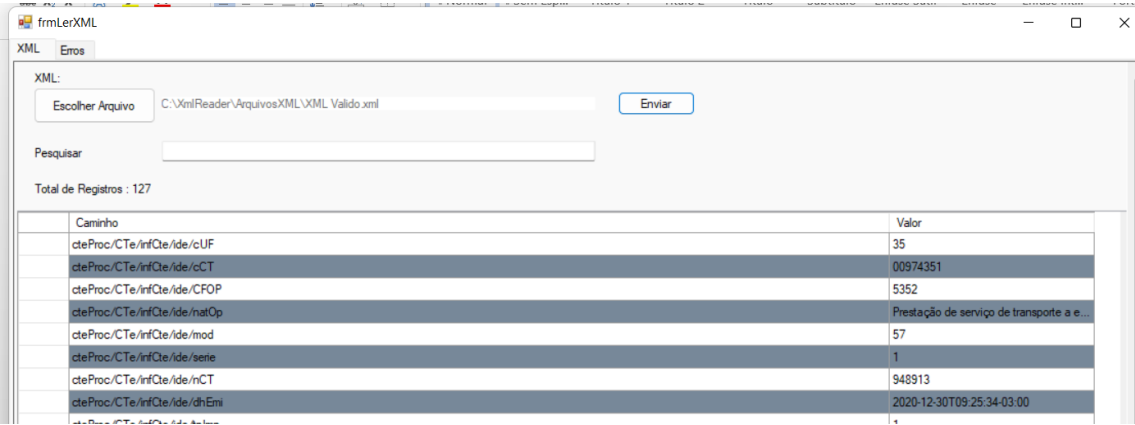 frmLerXML
XML Erros
XML:
Escolher Arquivo C:\XmlReader\ArquivosXML\XML Valido.xml Enviar
Pesquisar
Total de Registros : 127
Caminho Valor
cteProc/CTe/infCte/ide/cUF 35
cteProc/CTe/infCte/ide/cCT 00974351
cteProc/CTe/infCte/ide/CFOP 5352
cteProc/CTe/infCte/ide/natOp Prestação de serviço de transporte a e...
cteProc/CTe/infCte/ide/mod 57
cteProc/CTe/infCte/ide/serie 1
cteProc/CTe/infCte/ide/nCT 948913
cteProc/CTe/infCte/ide/dhEmi 2020-12-30T09:25:34-03:00